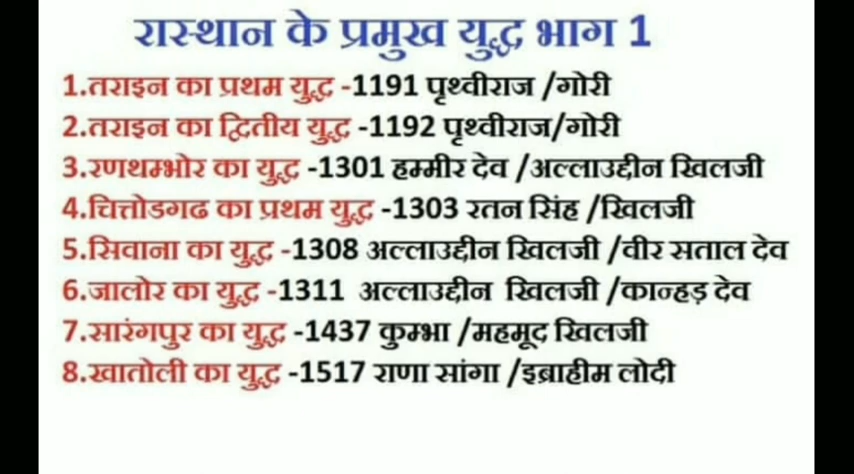 रास्थान के प्रमुख युद्ध भाग 1
1.तराइन का प्रथम युद्ध -1191 पृथ्वीराज /गोरी
2.तराइन का द्वितीय युद्ध -1192 पृथ्वीराज/गोरी
3.रणथम्भोर का युद्ध -1301 हम्मीर देव /अल्लाउद्दीन खिलजी
4.चित्तोडगढ का प्रथम युद्ध -1303 रतन सिंह /खिलजी
5.सिवाना का युद्ध -1308 अल्लाउद्दीन खिलजी /वीर सताल देव
6.जालोर का युद्ध -1311 अल्लाउद्दीन खिलजी /कान्हड़ देव
7.सारंगपुर का युद्ध -1437 कुम्भा /महमूद खिलजी
8.खातोली का युद्ध -1517 राणा सांगा /इब्राहीम लोदी